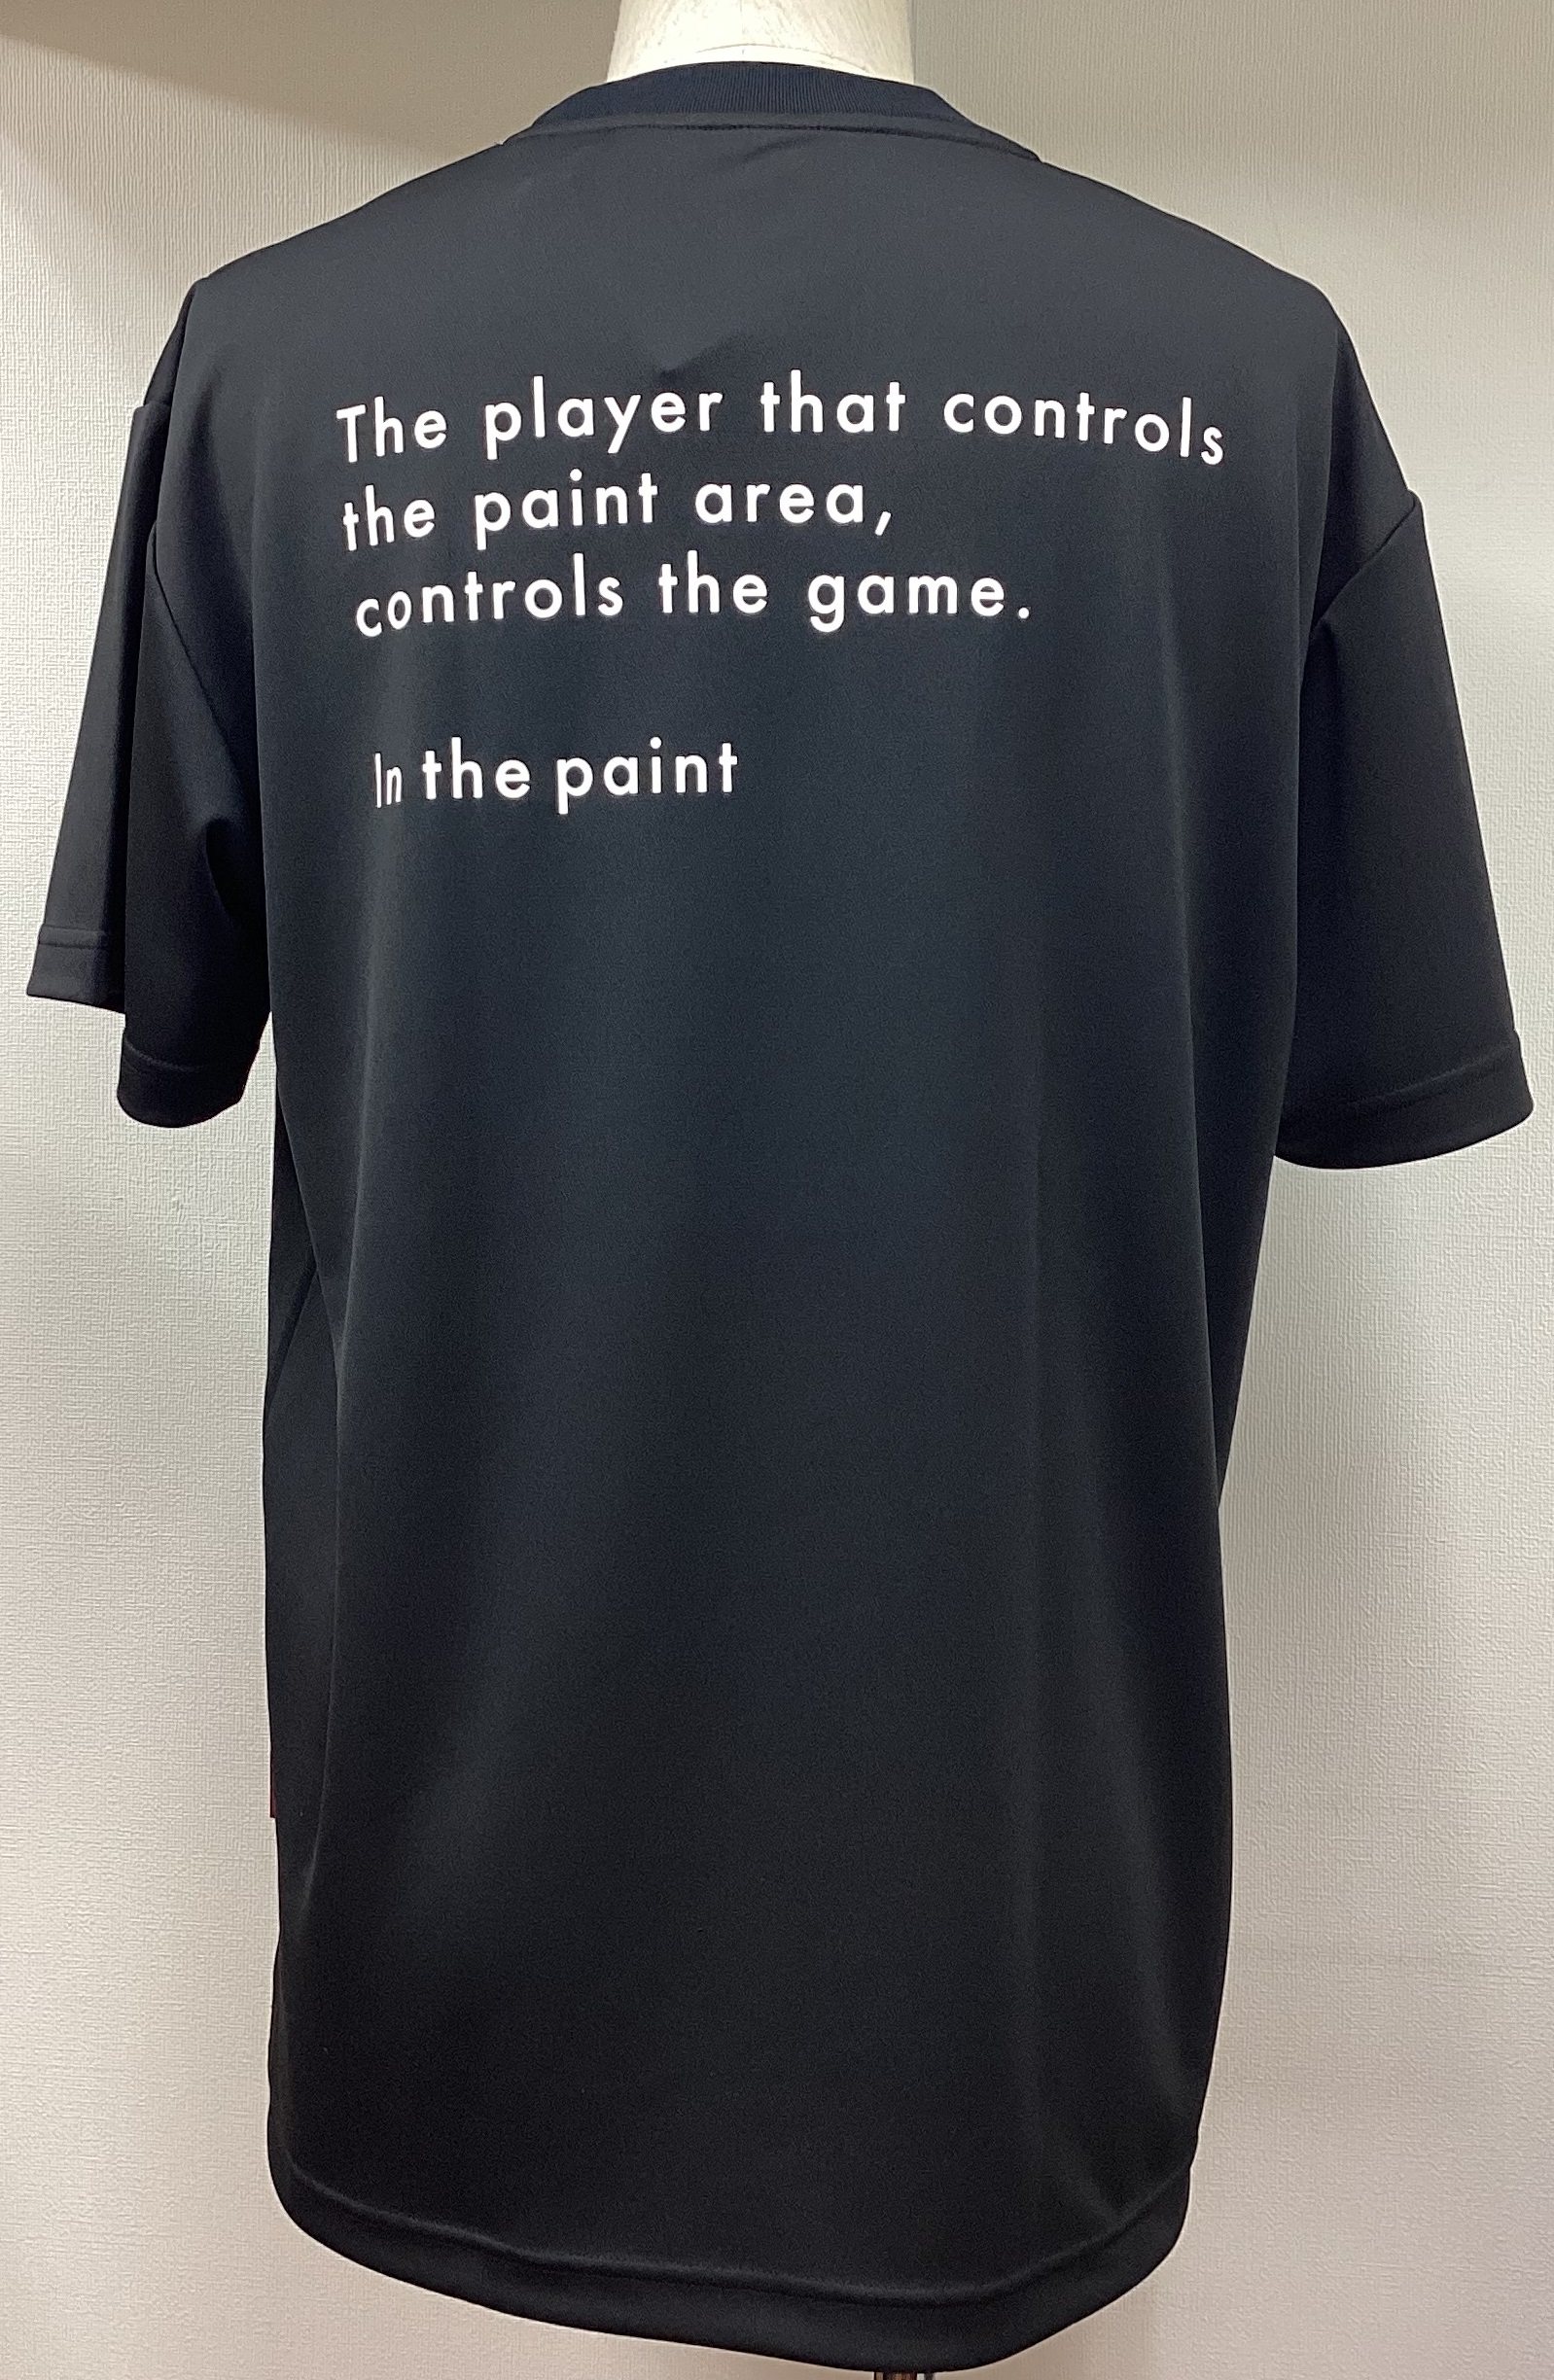 The player that controls
the paint area,
controls the game.
In the paint